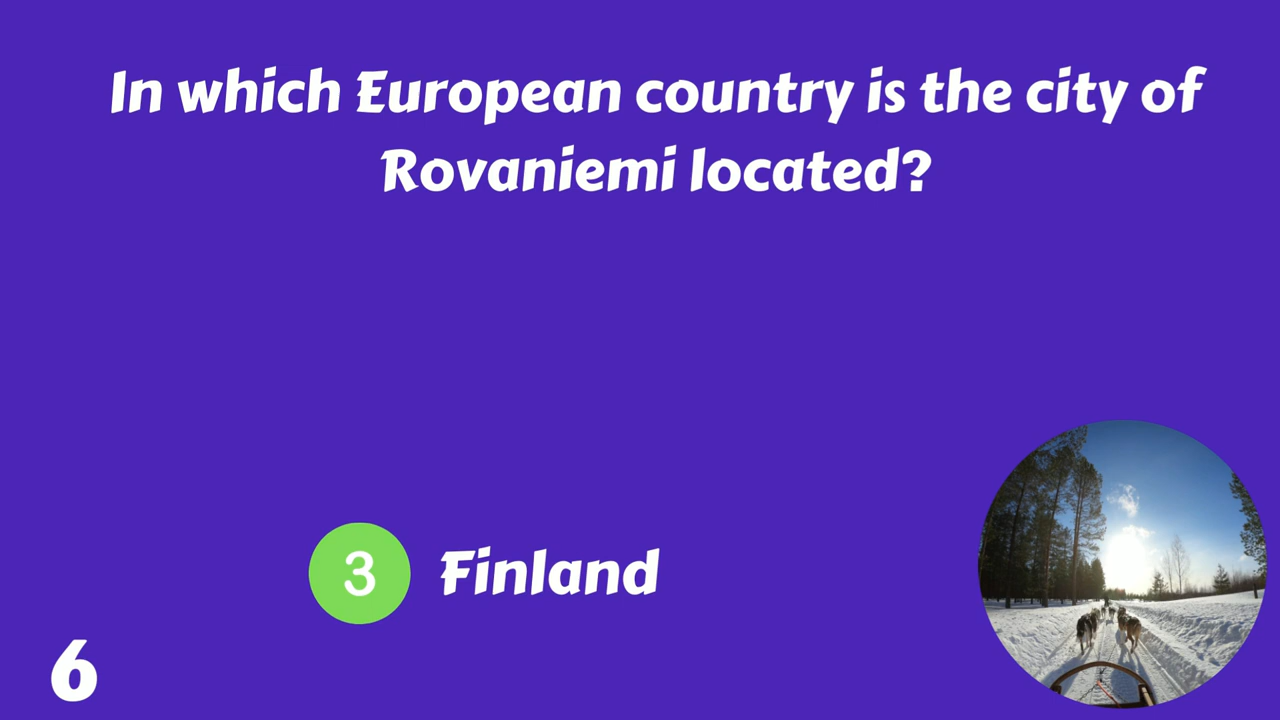 In which European country is the city of
Rovaniemi located?
3 Finland
6